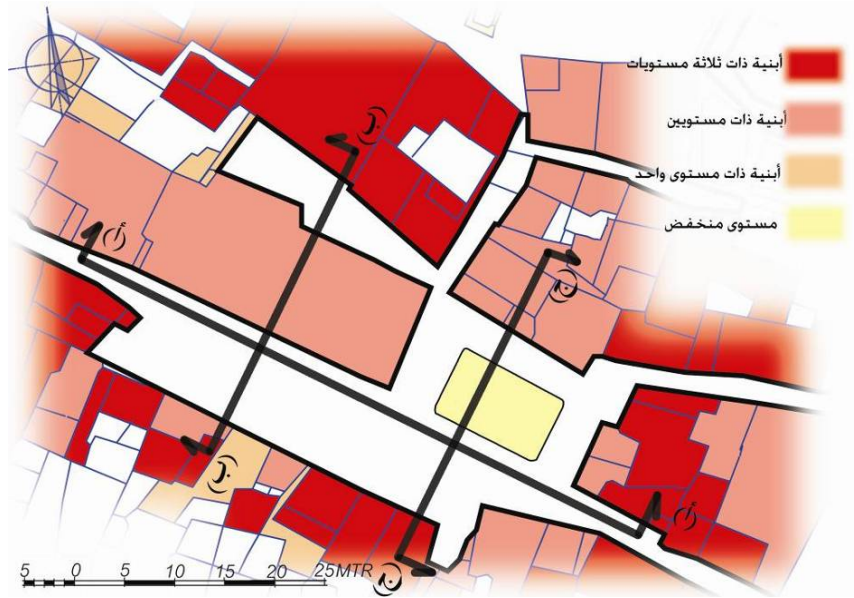 أبنية ذات ثلاثة مستويات
أبنية ذات مستويين
أبنية ذات مستوى واحد
مستوى منخفض
ب
أ
ج
ب
أ
ج
5 0 5 10 15 20 25MTR